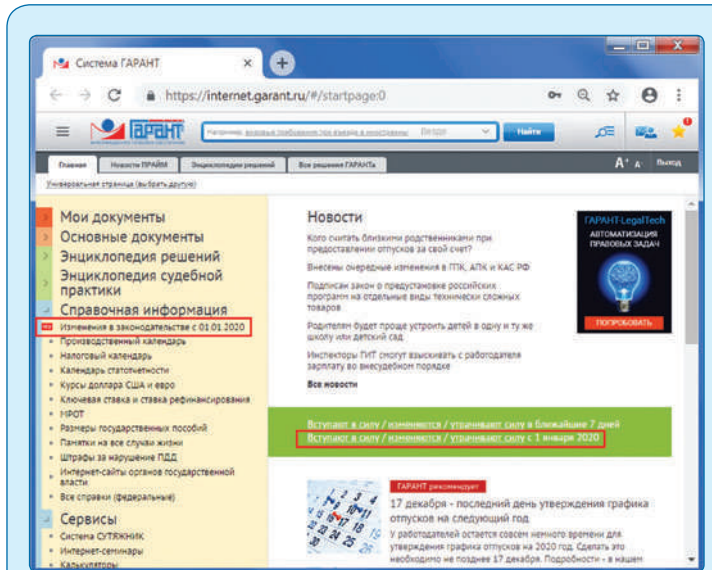 Система ГАРАНТ
https://internet.garant.ru/#/startpage:0
ГАРАНТ
Например, визовые требования при въезде в иностранны Везде Найти
Главная Новости ПРАЙМ Энциклопедия решений Все решения ГАРАНТа A+ A- Выход
Универсальная страница (выбрать другую)
Мои документы
Основные документы
Энциклопедия решений
Энциклопедия судебной
практики
Справочная информация
Изменения в законодательстве с 01.01.2020
Производственный календарь
Налоговый календарь
Календарь статотчетности
Курсы доллара США и евро
Ключевая ставка и ставка рефинансирования
МРОТ
Размеры государственных пособий
Памятки на все случаи жизни
Штрафы за нарушение ПДД
Интернет-сайты органов государственной
власти
Все справки (федеральные)
Сервисы
Система СУТЯЖНИК
Интернет-семинары
Калькуляторы
Новости
Кого считать близкими родственниками при
предоставлении отпусков за свой счет?
Внесены очередные изменения в ГПК, АПК и КАС РФ
Подписан закон о предустановке российских
программ на отдельные виды технически сложных
товаров
Родителям будет проще устроить детей в одну и ту же
школу или детский сад
Инспекторы ГИТ смогут взыскивать с работодателя
зарплату во внесудебном порядке
Все новости
ГАРАНТ-LegalTech
АВТОМАТИЗАЦИЯ
ПРАВОВЫХ ЗАДАЧ
ПОПРОБОВАТЬ
Вступают в силу / изменяются / утрачивают силу в ближайшие 7 дней
Вступают в силу / изменяются / утрачивают силу с 1 января 2020
ГАРАНТ рекомендует
17 декабря - последний день утверждения графика
отпусков на следующий год
У работодателей остается совсем немного времени для
утверждения графика отпусков на 2020 год. Сделать это
необходимо не позднее 17 декабря. Подробности - в нашем